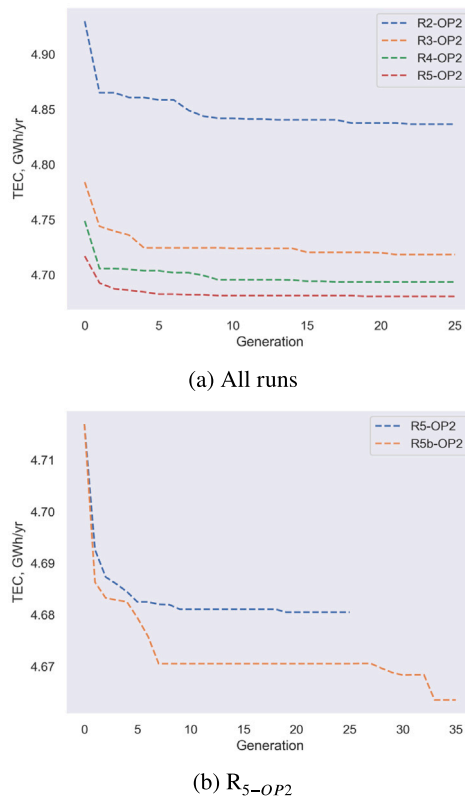 R2-OP2
R3-OP2
R4-OP2
R5-OP2
4.90
4.85
4.80
4.75
4.70
TEC, GWh/yr
0 5 10 15 20 25
Generation
(a) All runs
R5-OP2
R5b-OP2
4.71
4.70
4.69
4.68
4.67
TEC, GWh/yr
0 5 10 15 20 25 30 35
Generation
(b) R5−OP2